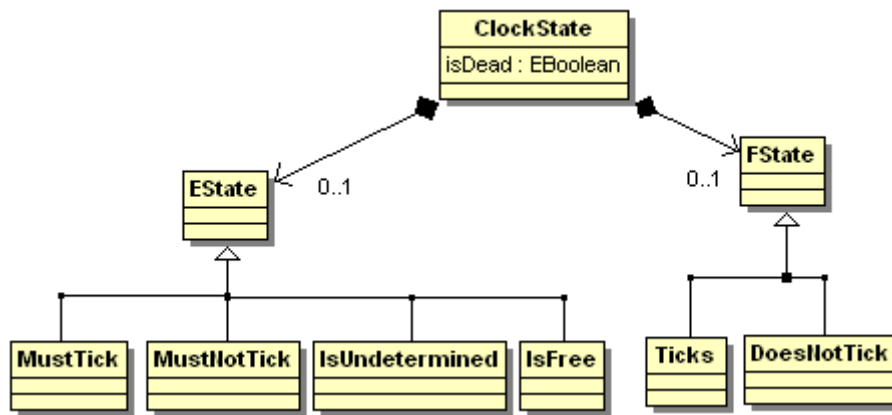 ClockState
isDead : EBoolean
EState
0..1
0..1
FState
MustTick
MustNotTick
IsUndetermined
IsFree
Ticks
DoesNotTick